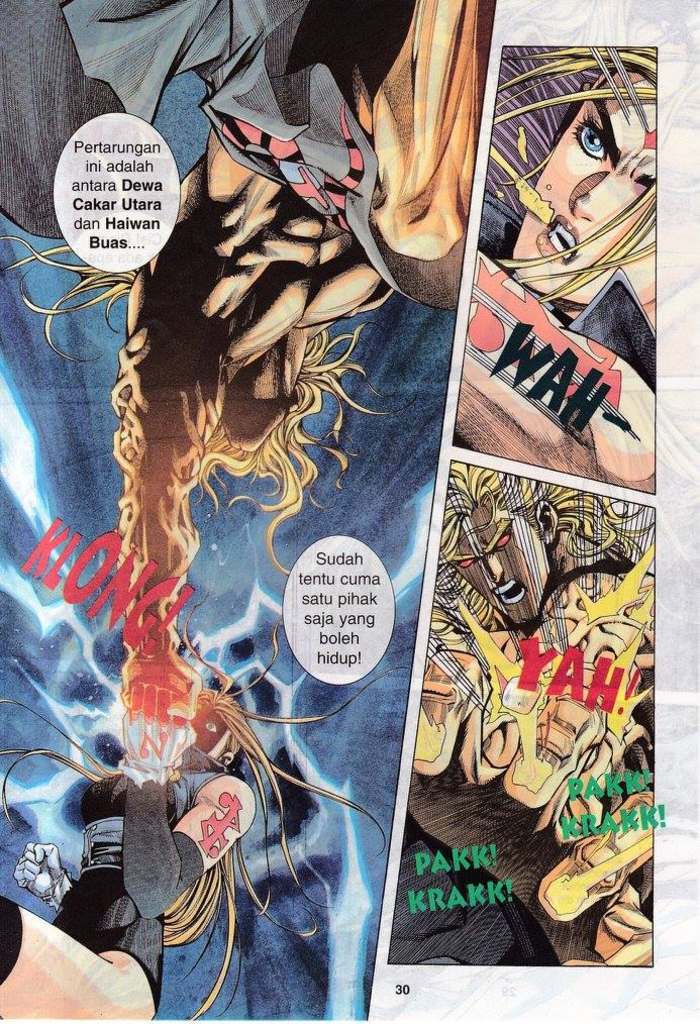 Pertarungan
ini adalah
antara Dewa
Cakar Utara
dan Haiwan
Buas....
KLONG!
Sudah
tentu cuma
satu pihak
saja yang
boleh
hidup!
WAH~
YAH!
PAKK!
KRAKK!
PAKK!
KRAKK!
30